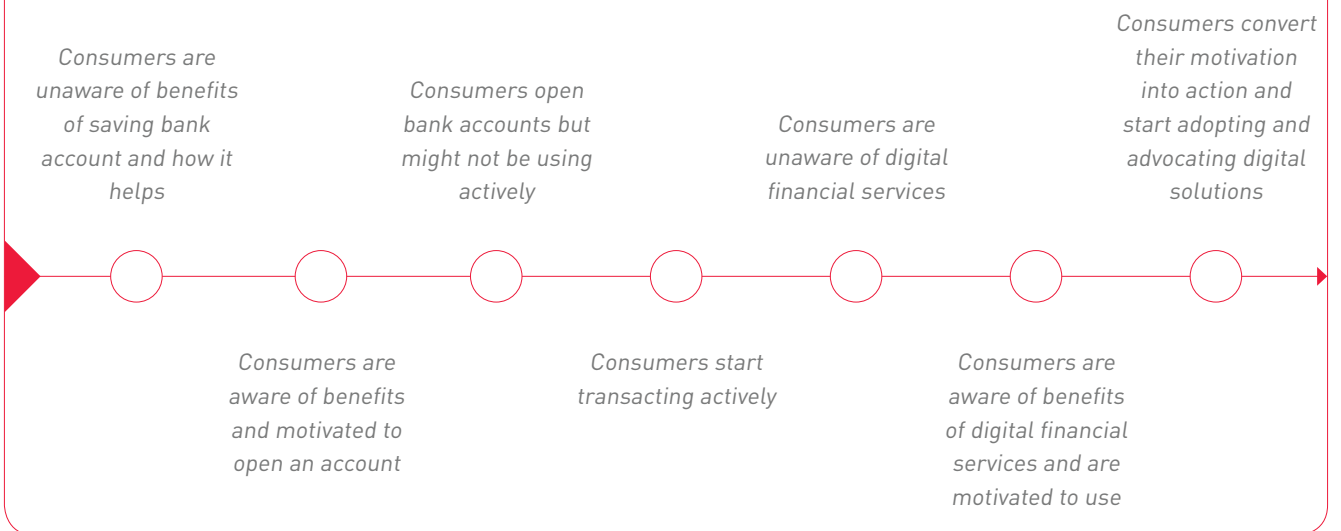 Consumers are
unaware of benefits
of saving bank
account and how it
helps
Consumers are
aware of benefits
and motivated to
open an account
Consumers open
bank accounts but
might not be using
actively
Consumers start
transacting actively
Consumers are
unaware of digital
financial services
Consumers are
aware of benefits
of digital financial
services and are
motivated to use
Consumers convert
their motivation
into action and
start adopting and
advocating digital
solutions